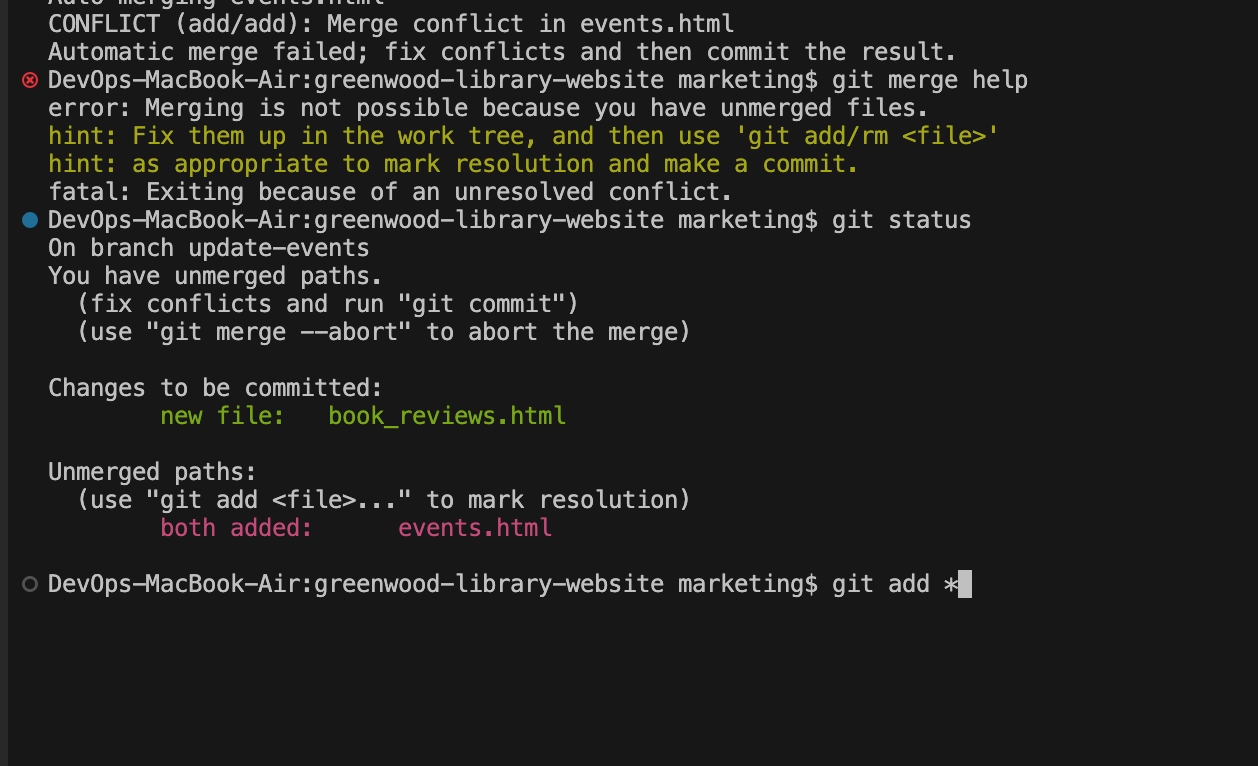 Auto-merging events.html
CONFLICT (add/add): Merge conflict in events.html
Automatic merge failed; fix conflicts and then commit the result.
DevOps-MacBook-Air:greenwood-library-website marketing$ git merge help
error: Merging is not possible because you have unmerged files.
hint: Fix them up in the work tree, and then use 'git add/rm <file>'
hint: as appropriate to mark resolution and make a commit.
fatal: Exiting because of an unresolved conflict.
DevOps-MacBook-Air:greenwood-library-website marketing$ git status
On branch update-events
You have unmerged paths.
  (fix conflicts and run "git commit")
  (use "git merge --abort" to abort the merge)

Changes to be committed:
        new file:   book_reviews.html

Unmerged paths:
  (use "git add <file>..." to mark resolution)
        both added:      events.html

DevOps-MacBook-Air:greenwood-library-website marketing$ git add *